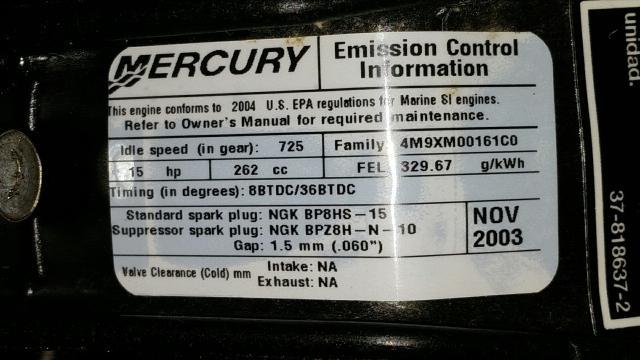 MERCURY
Emission Control
Information
This engine conforms to 2004 U.S. EPA regulations for Marine SI engines.
Refer to Owner's Manual for required maintenance.
Idle speed (in gear): 725
Family 4M9XM00161C0
15 hp 262 cc
FEL 329.67 g/kWh
Timing (in degrees): 8BTDC/36BTDC
Standard spark plug: NGK BP8HS-15
Suppressor spark plug: NGK BPZ8H-N-10
Gap: 1.5 mm (.060")
NOV
2003
Valve Clearance (Cold) mm
Intake: NA
Exhaust: NA
unidad.
37-818637-2